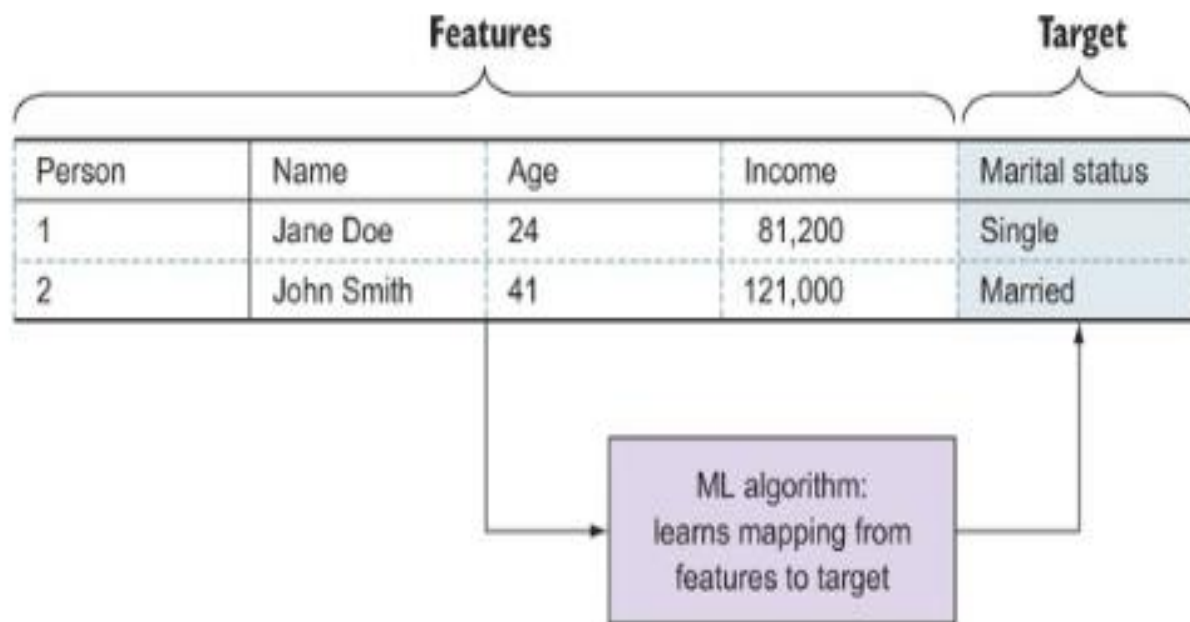 Features Target
Person Name Age Income Marital status
1 Jane Doe 24 81,200 Single
2 John Smith 41 121,000 Married
ML algorithm:
learns mapping from
features to target